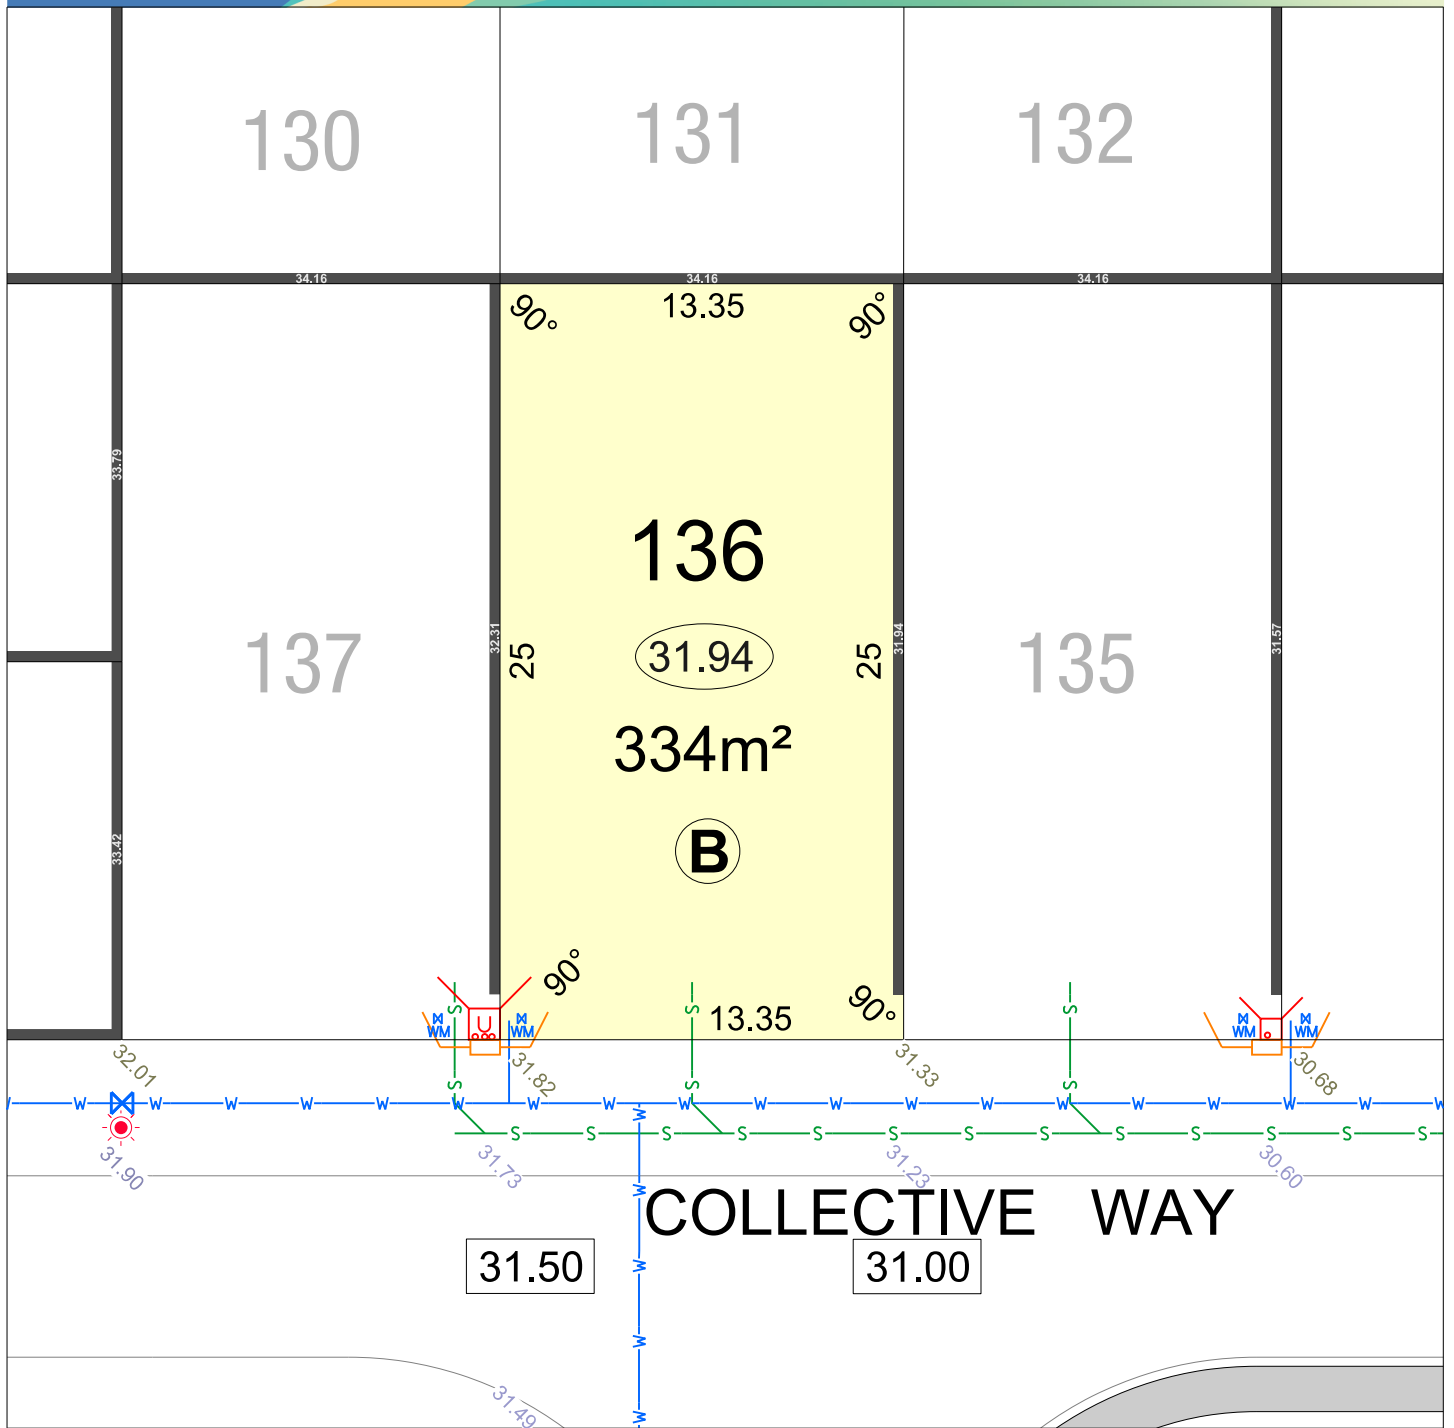 130
131
132
34.16
34.16
34.16
90°
13.35
90°
33.79
136
137
32.31
25
31.94
25
31.94
135
31.57
334m²
33.42
B
90°
90°
13.35
S
S
S
U
WM
WM
WM
WM
32.01
31.82
31.33
30.68
S
S
S
W W W W W W W W W W W W W W W W W W W
W
S S S S S S S S S S S S S
31.90
31.73
31.23
30.60
W
COLLECTIVE WAY
31.50
W
31.00
W
31.49
W